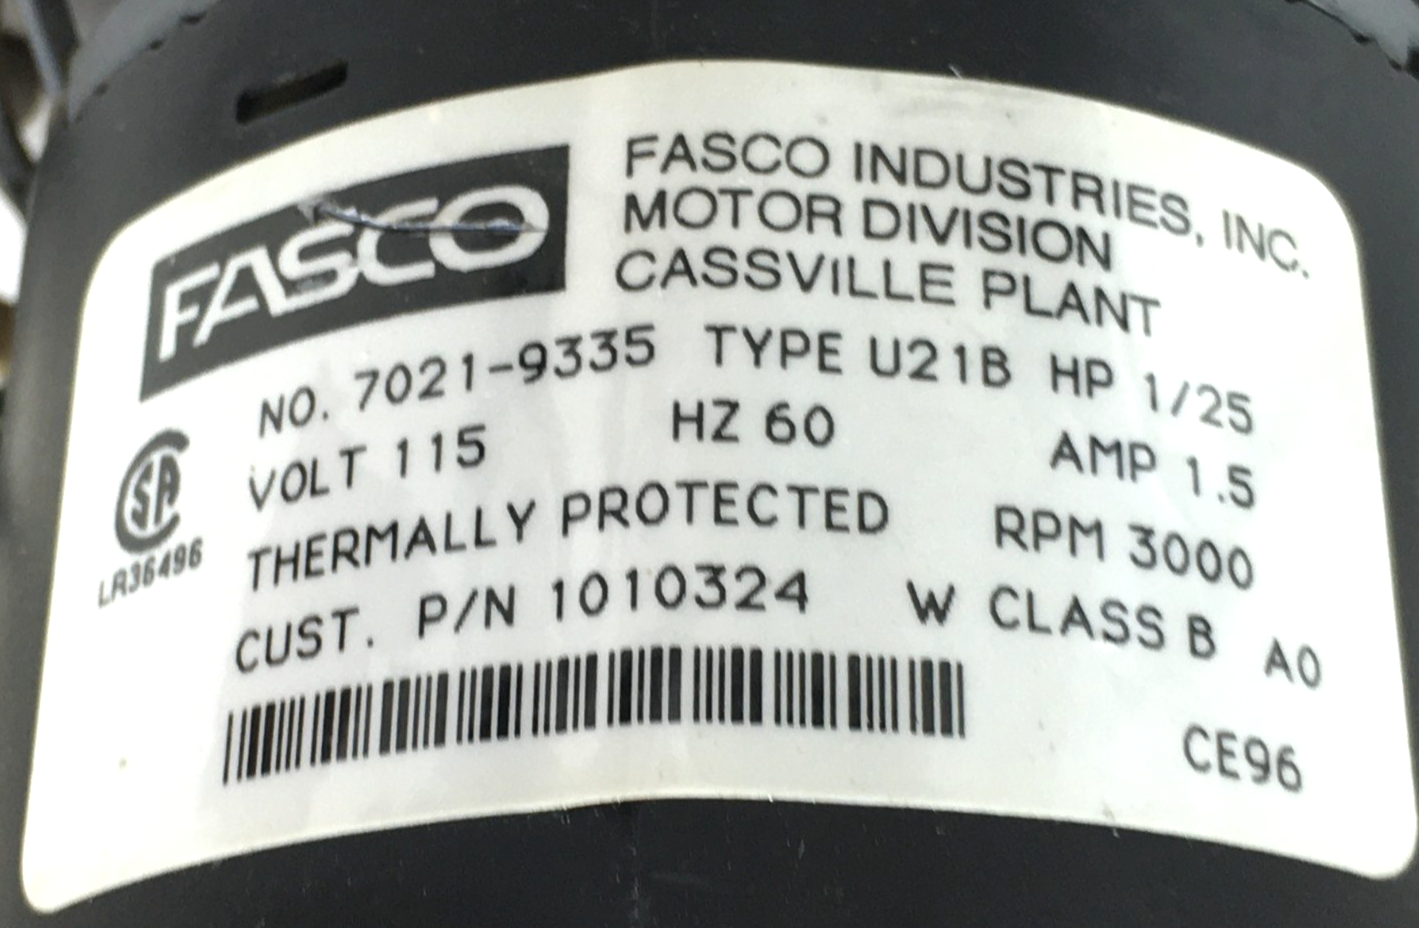 FASCO
FASCO INDUSTRIES, INC.
MOTOR DIVISION
CASSVILLE PLANT
NO. 7021-9335 TYPE U21B HP 1/25
VOLT 115 HZ 60 AMP 1.5
THERMALLY PROTECTED RPM 3000
CUST. P/N 1010324 W CLASS B A0
SA
LR36496
CE96